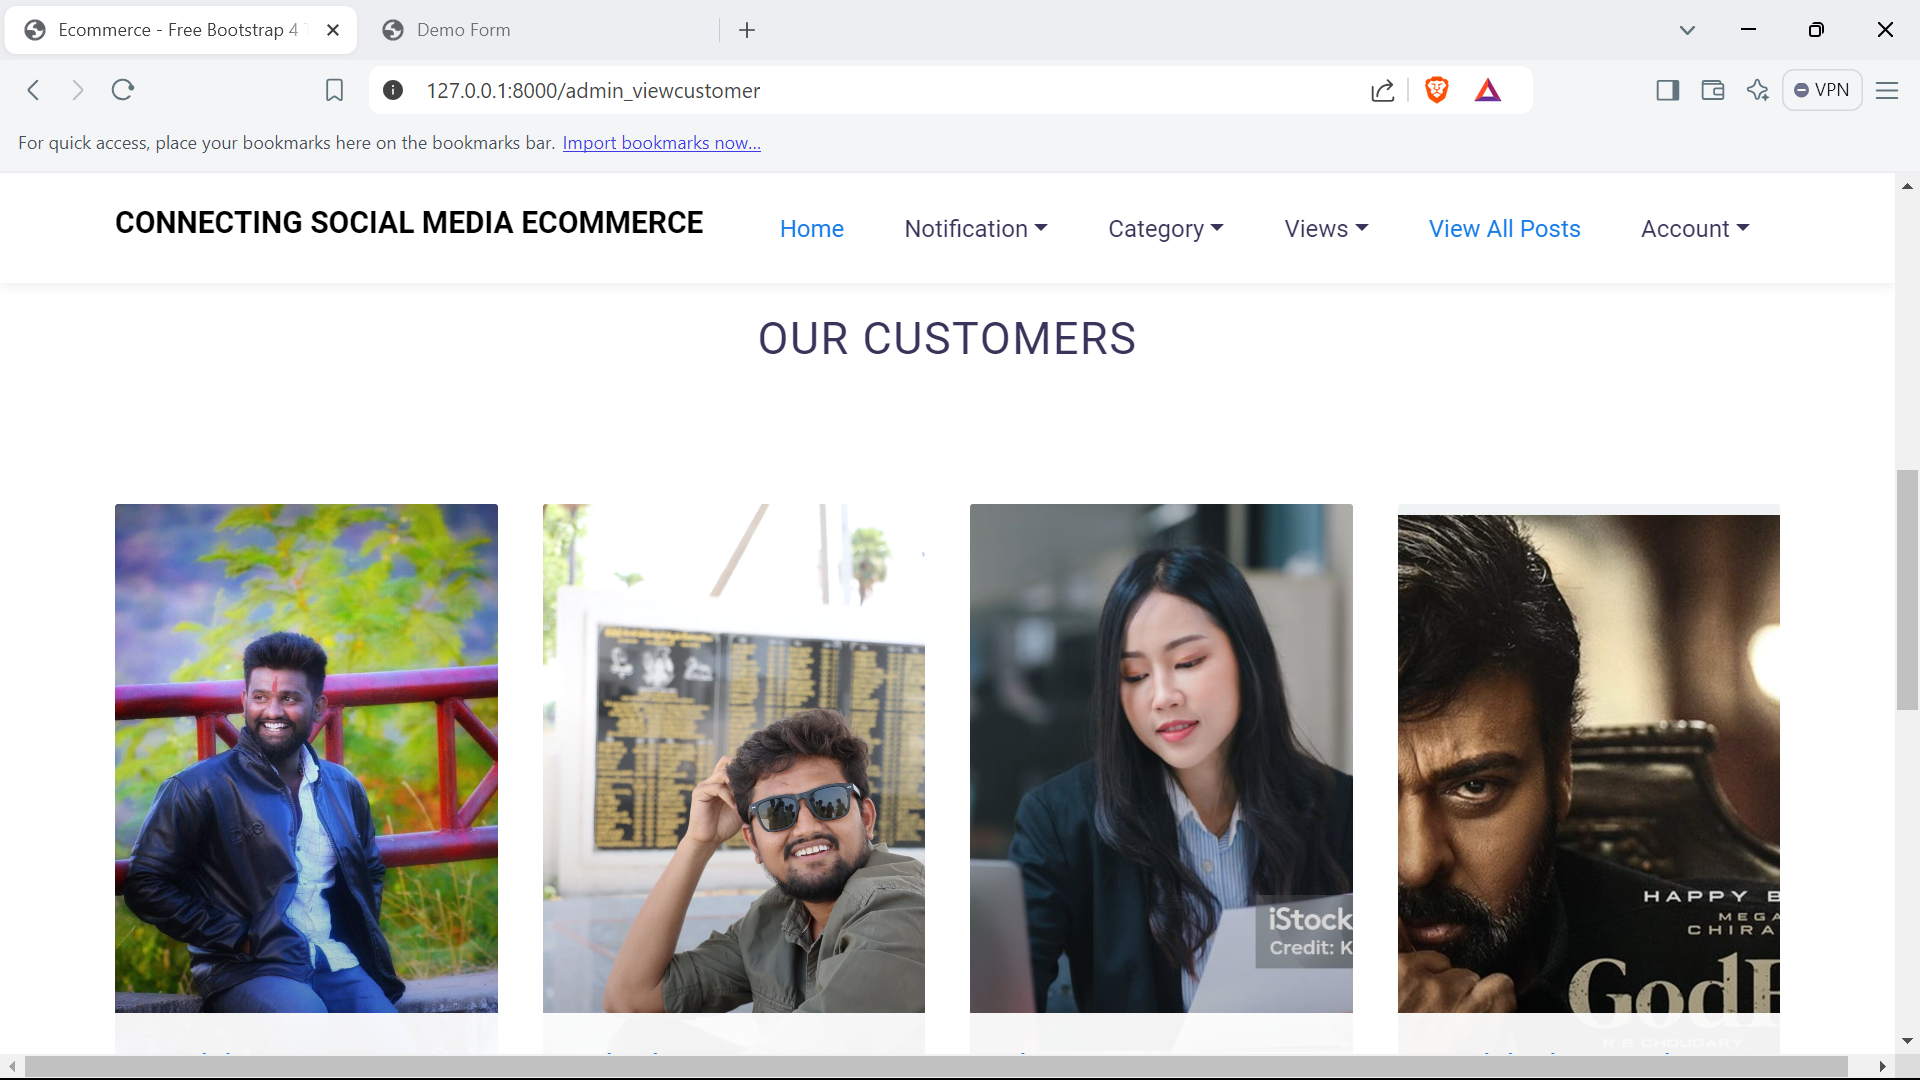 Ecommerce - Free Bootstrap 4
Demo Form
127.0.0.1:8000/admin_viewcustomer
VPN
For quick access, place your bookmarks here on the bookmarks bar. Import bookmarks now...
CONNECTING SOCIAL MEDIA ECOMMERCE
Home
Notification
Category
Views
View All Posts
Account
OUR CUSTOMERS
iStock
Credit: K
HAPPY B
MEGA
CHIRA
GodF
R B CHOUDARY